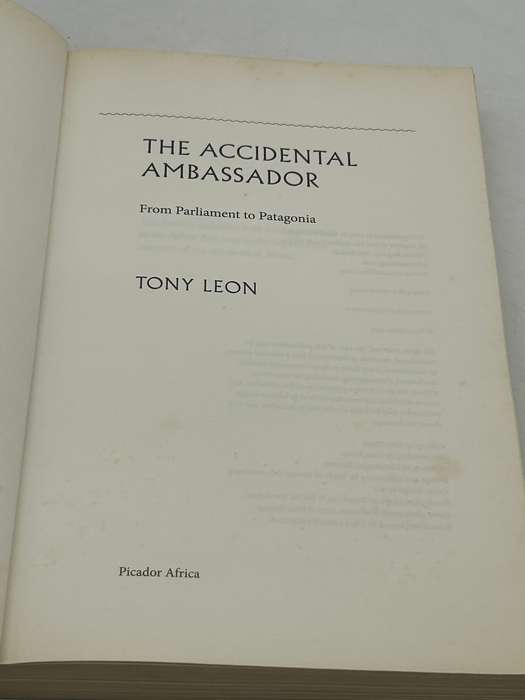 THE ACCIDENTAL
AMBASSADOR
From Parliament to Patagonia
TONY LEON
Picador Africa